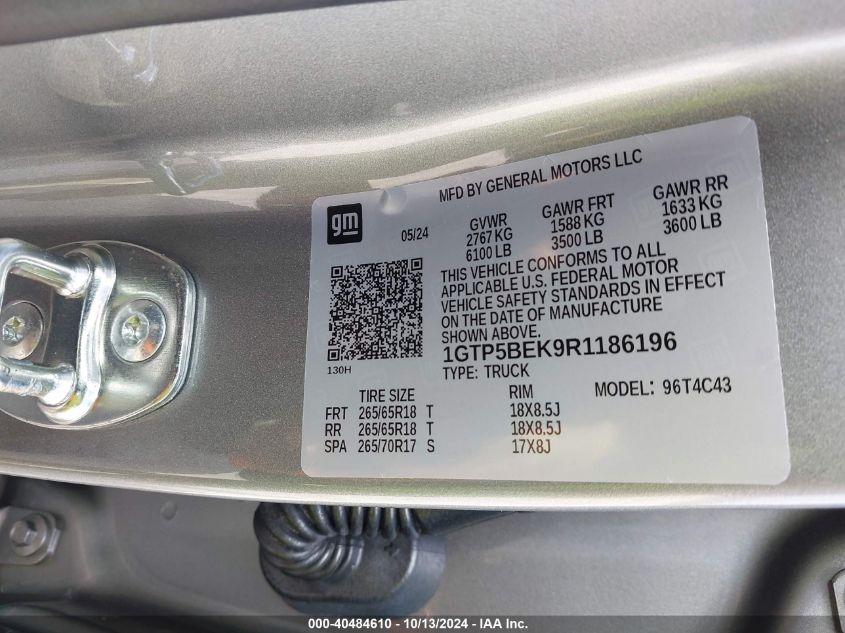 MFD BY GENERAL MOTORS LLC
gm
05/24
GVWR GAWR FRT GAWR RR
2767 KG 1588 KG 1633 KG
6100 LB 3500 LB 3600 LB
THIS VEHICLE CONFORMS TO ALL
APPLICABLE U.S. FEDERAL MOTOR
VEHICLE SAFETY STANDARDS IN EFFECT
ON THE DATE OF MANUFACTURE
SHOWN ABOVE.
1GTP5BEK9R1186196
130H
TYPE: TRUCK
MODEL: 96T4C43
TIRE SIZE RIM
FRT 265/65R18 T 18X8.5J
RR 265/65R18 T 18X8.5J
SPA 265/70R17 S 17X8J
000-40484610 - 10/13/2024 - IAA Inc.